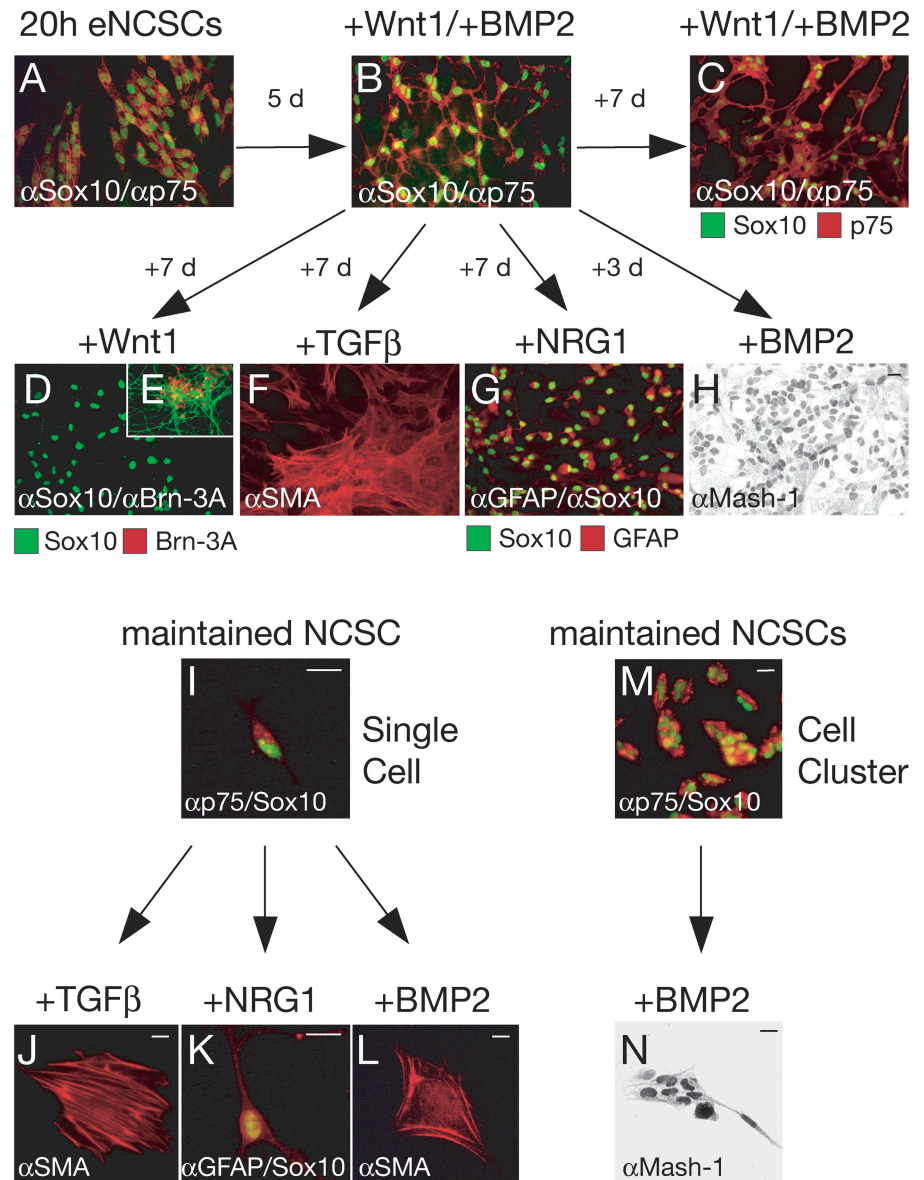 20h eNCSCs
+Wnt1/+BMP2
+Wnt1/+BMP2
A
αSox10/αp75
5 d
B
αSox10/αp75
+7 d
C
αSox10/αp75
Sox10 p75
+7 d
+7 d
+7 d
+3 d
+Wnt1
+TGFβ
+NRG1
+BMP2
D
E
αSox10/αBrn-3A
F
αSMA
G
αGFAP/αSox10
H
αMash-1
Sox10 Brn-3A
Sox10 GFAP
maintained NCSC
I
αp75/Sox10
Single
Cell
maintained NCSCs
M
αp75/Sox10
Cell
Cluster
+TGFβ
+NRG1
+BMP2
+BMP2
J
αSMA
K
αGFAP/Sox10
L
αSMA
N
αMash-1